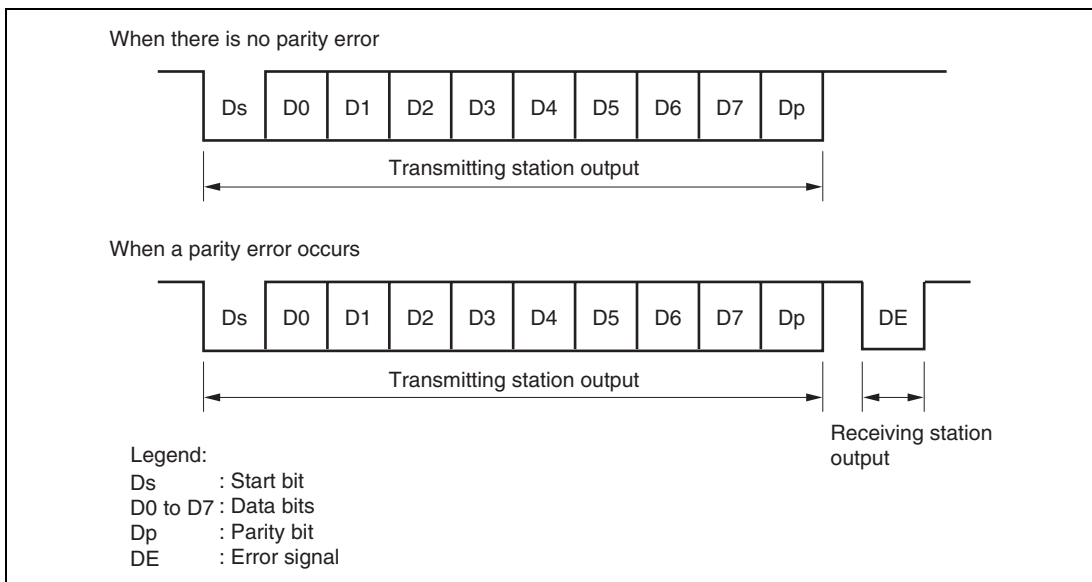 When there is no parity error
Ds D0 D1 D2 D3 D4 D5 D6 D7 Dp
Transmitting station output
When a parity error occurs
Ds D0 D1 D2 D3 D4 D5 D6 D7 Dp DE
Transmitting station output
Receiving station
output
Legend:
Ds : Start bit
D0 to D7 : Data bits
Dp : Parity bit
DE : Error signal